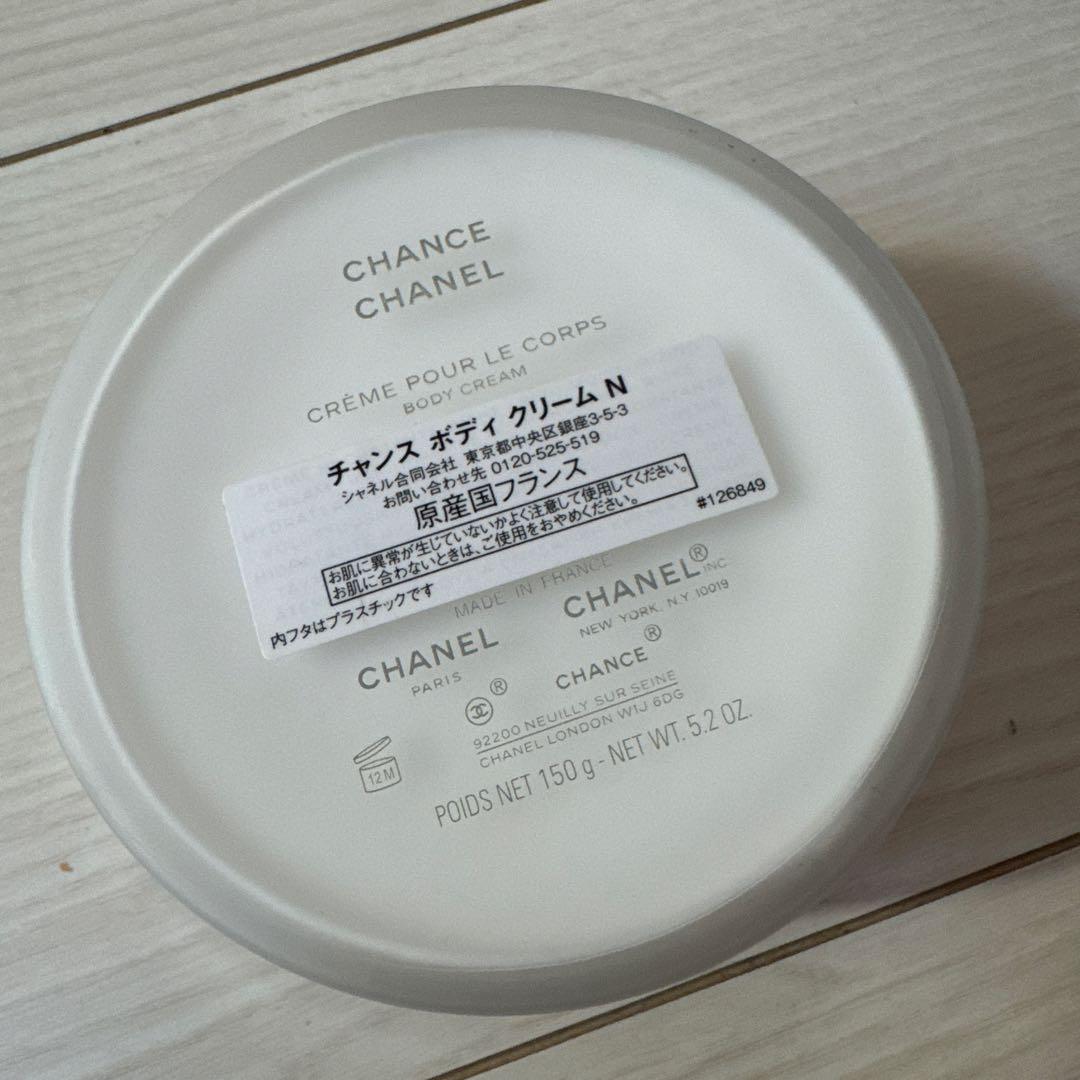 CHANCE
CHANEL
CRÈME POUR LE CORPS
BODY CREAM
チャンス ボディ クリーム N
シャネル合同会社 東京都中央区銀座3-5-3
お問い合わせ先 0120-525-519
原産国フランス
お肌に異常が生じていないかよく注意して使用してください。
お肌に合わないときは、ご使用をおやめください。
#126849
内フタはプラスチックです
MADE IN FRANCE
CHANEL
PARIS
CHANEL® INC
NEW YORK, N.Y. 10019
®
CHANCE®
92200 NEUILLY SUR SEINE
CHANEL LONDON W1J 6DG
12M
POIDS NET 150 g - NET WT. 5.2 OZ.